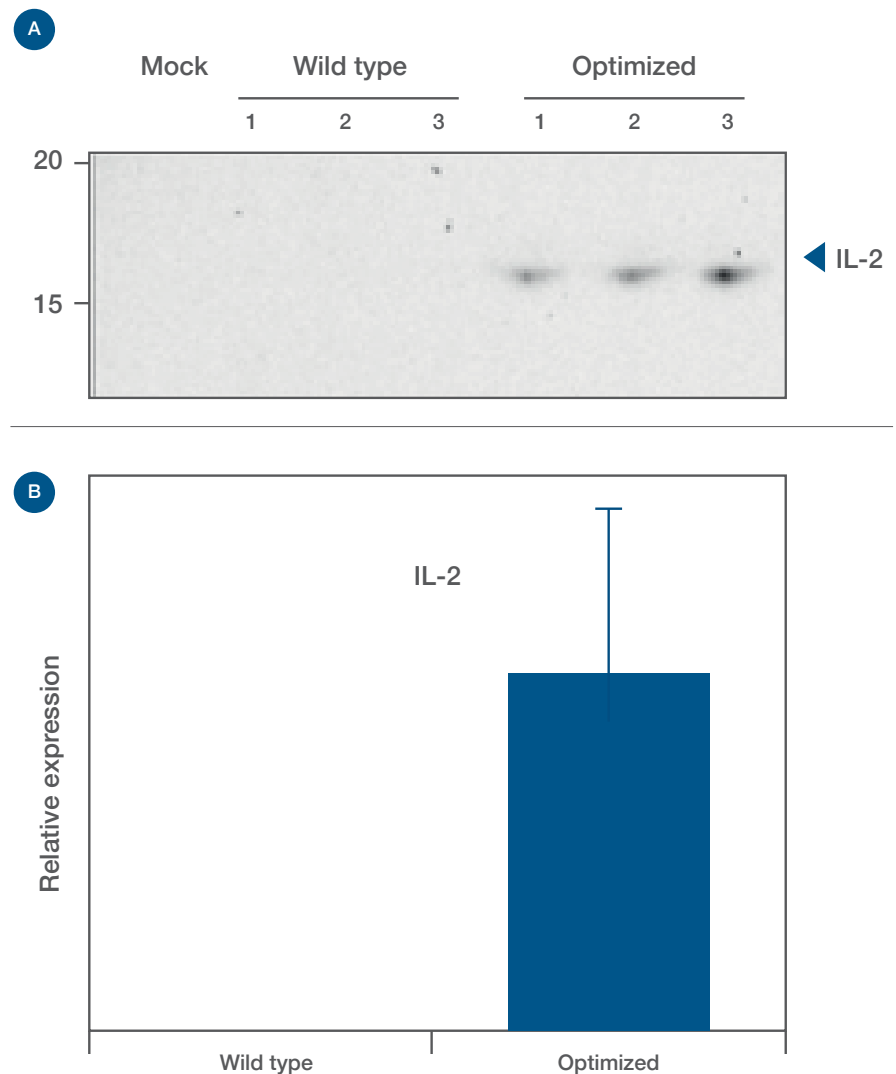 A
Mock Wild type Optimized
1 2 3 1 2 3
20
IL-2
15
B
IL-2
Relative expression
Wild type Optimized